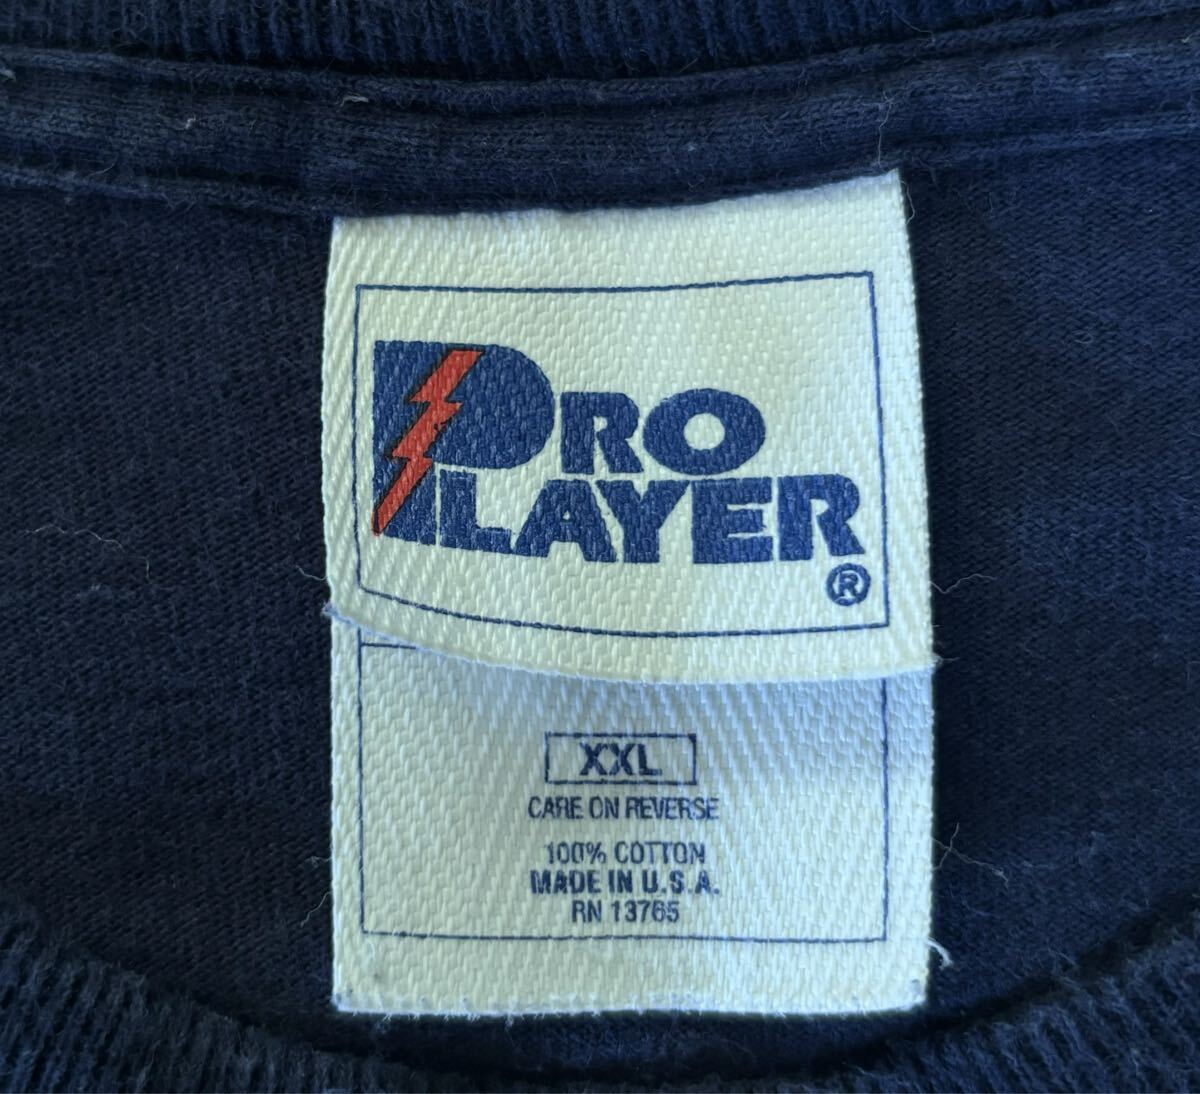 PRO
PLAYER
®
XXL
CARE ON REVERSE
100% COTTON
MADE IN U.S.A.
RN 13765